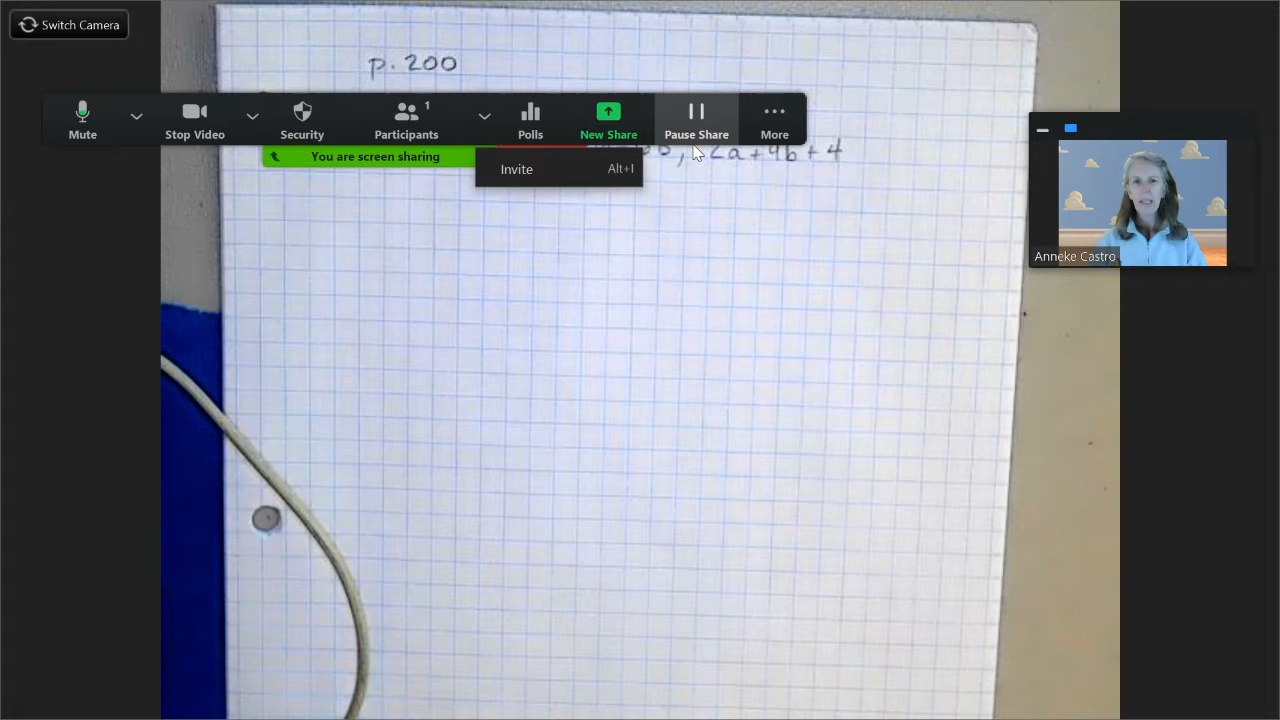 Switch Camera
p. 200
1
Mute Stop Video Security Participants Polls New Share Pause Share More
You are screen sharing
, 2a + 4b + 4
Invite Alt+I
Anneke Castro